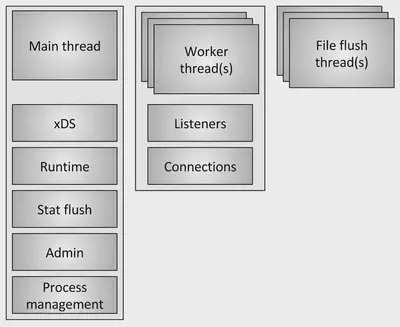 Main thread
xDS
Runtime
Stat flush
Admin
Process
management
Worker
thread(s)
Listeners
Connections
File flush
thread(s)